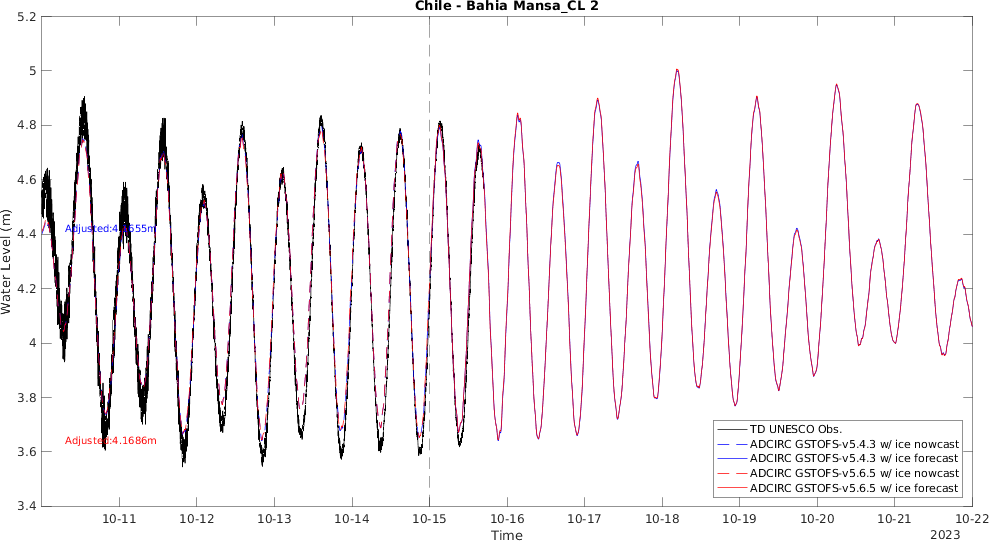 Chile - Bahia Mansa_CL 2
5.2
5
4.8
4.6
4.4
4.2
4
3.8
3.6
3.4
Water Level (m)
Adjusted:4. 555m
Adjusted:4.1686m
TD UNESCO Obs.
ADCIRC GSTOFS-v5.4.3 w/ ice nowcast
ADCIRC GSTOFS-v5.4.3 w/ ice forecast
ADCIRC GSTOFS-v5.6.5 w/ ice nowcast
ADCIRC GSTOFS-v5.6.5 w/ ice forecast
10-11 10-12 10-13 10-14 10-15 10-16 10-17 10-18 10-19 10-20 10-21 10-22
Time
2023